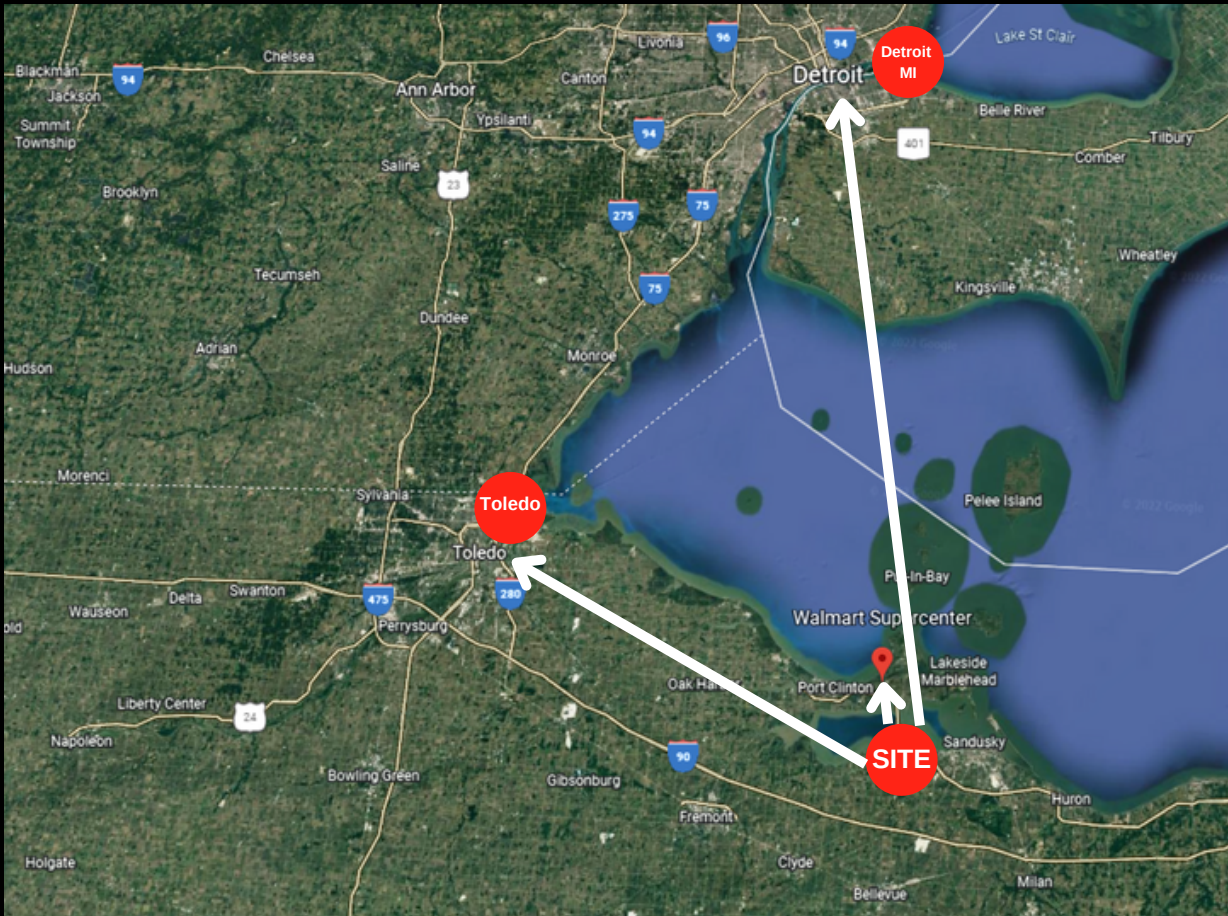 Lake St Clair
96
94
Detroit
MI
Livonia
Chelsea
Blackman
94
Jackson
Canton
Detroit
Ann Arbor
Belle River
Summit
Township
Ypsilanti
94
401
Tilbury
Comber
Saline
23
Brooklyn
275
75
Wheatley
Tecumseh
75
Kingsville
Dundee
Adrian
Monroe
Hudson
Morenci
Sylvania
Toledo
Pelee Island
© 2022 Google
Toledo
Put-In-Bay
Swanton
Delta
475
280
Wauseon
Walmart Supercenter
Perrysburg
Lakeside
Marblehead
Oak Harbor
Port Clinton
Liberty Center
24
Napoleon
Sandusky
90
SITE
Bowling Green
Gibsonburg
Huron
Fremont
Holgate
Clyde
Milan
Bellevue